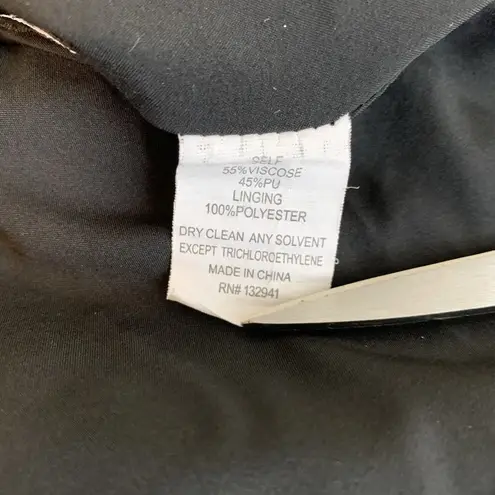 SELF
55%VISCOSE
45%PU
LINGING
100%POLYESTER
DRY CLEAN ANY SOLVENT
EXCEPT TRICHLOROETHYLENE
MADE IN CHINA
RN# 132941